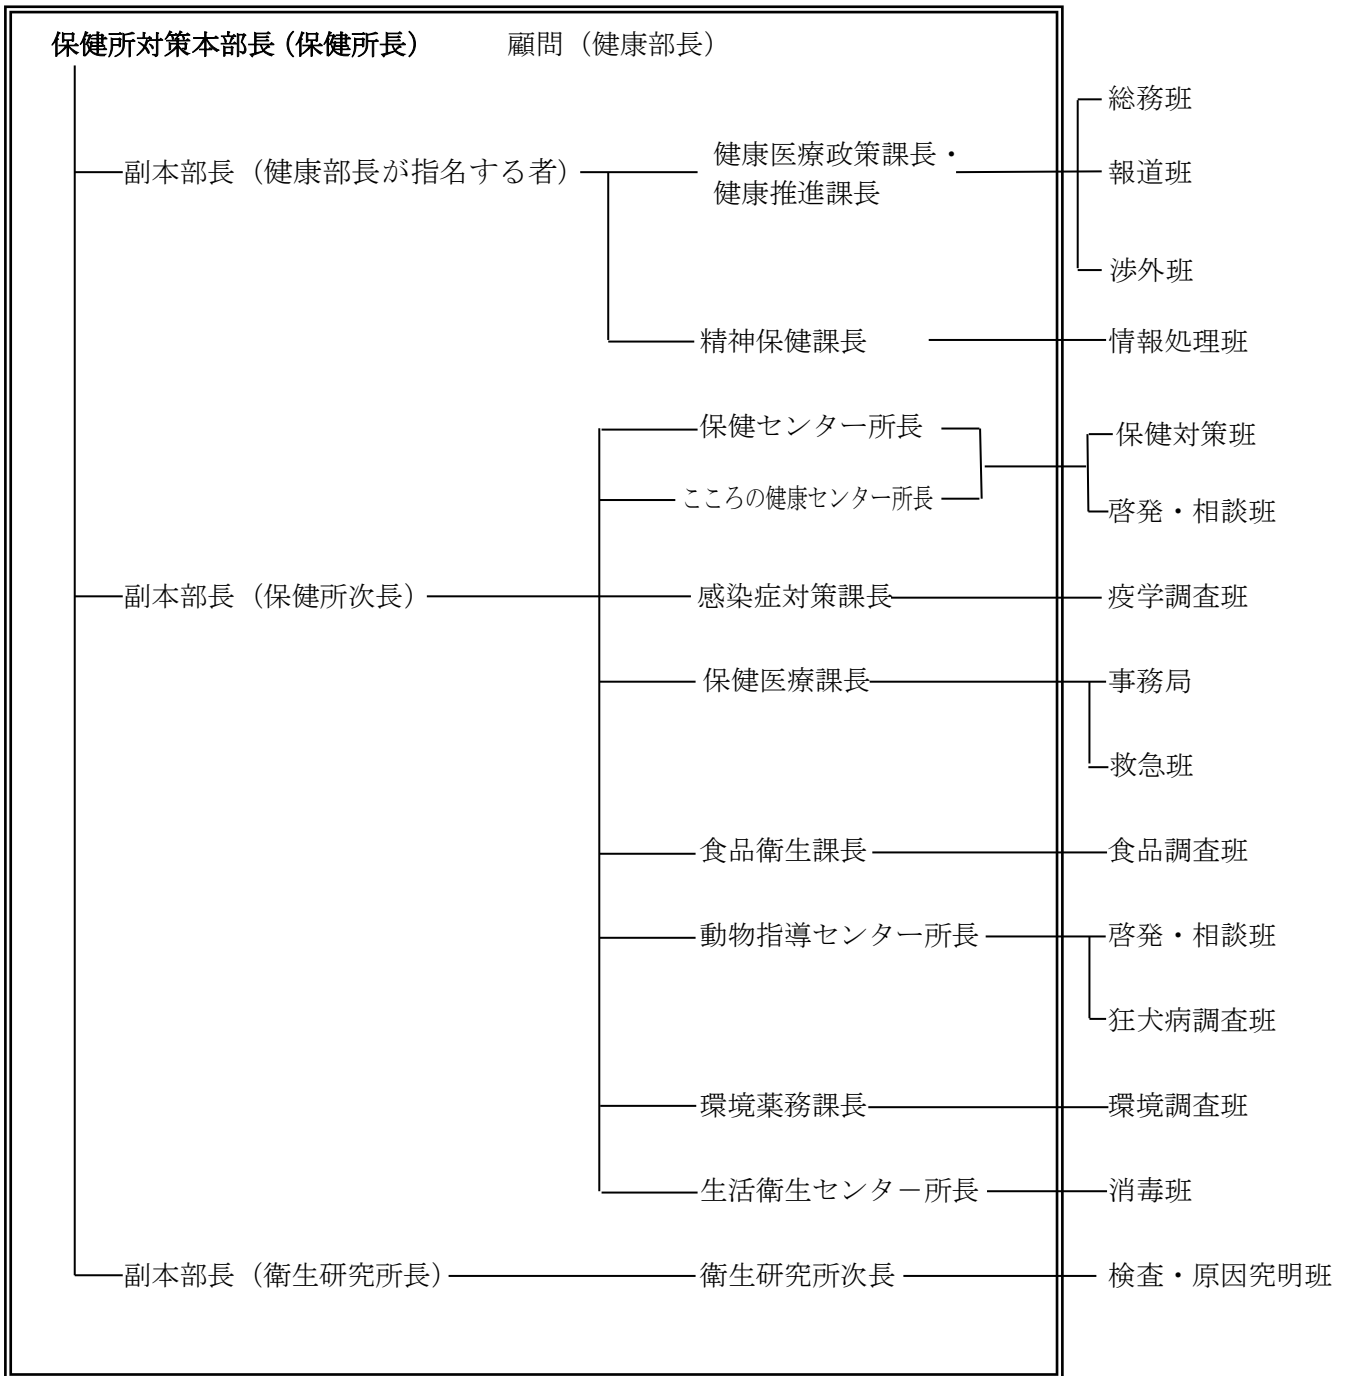 保健所対策本部長（保健所長） 顧問（健康部長）
総務班
副本部長（健康部長が指名する者）
健康医療政策課長・
健康推進課長
報道班
渉外班
精神保健課長
情報処理班
保健センター所長
保健対策班
こころの健康センター所長
啓発・相談班
副本部長（保健所次長）
感染症対策課長
疫学調査班
保健医療課長
事務局
救急班
食品衛生課長
食品調査班
動物指導センター所長
啓発・相談班
狂犬病調査班
環境薬務課長
環境調査班
生活衛生センタ－所長
消毒班
副本部長（衛生研究所長）
衛生研究所次長
検査・原因究明班